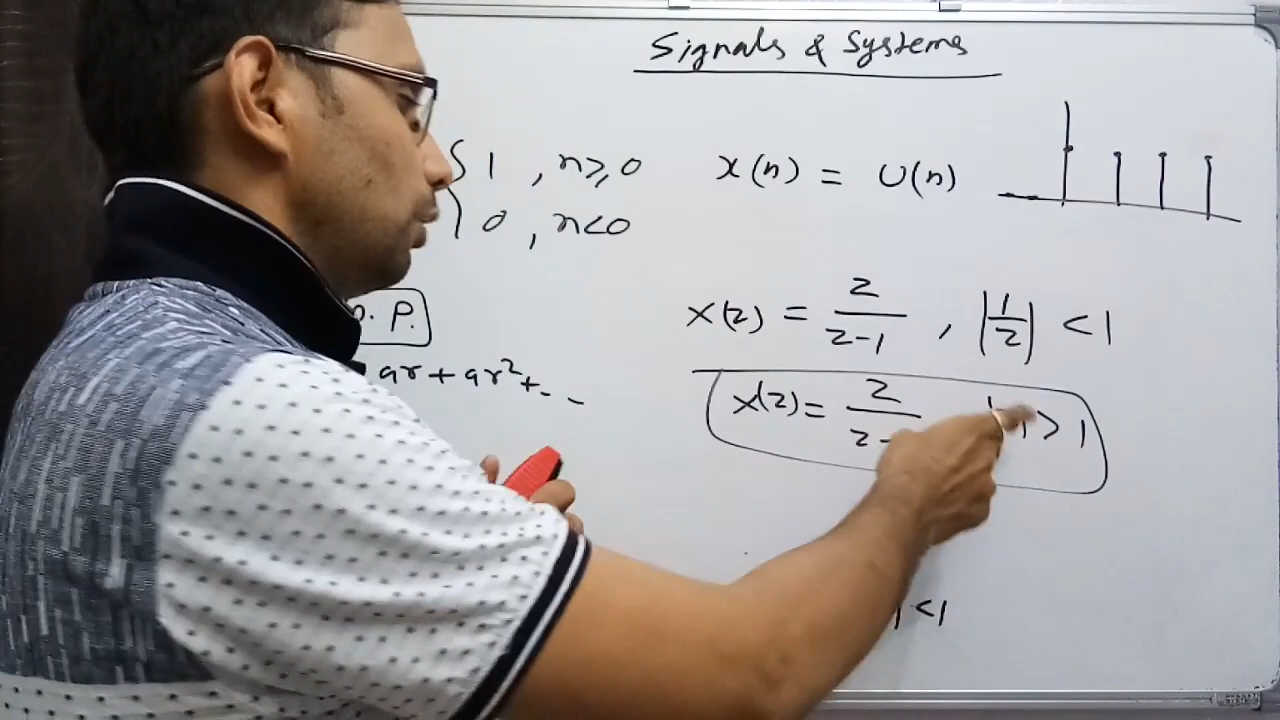 Signals & Systems
1 , n≥0
0 , n<0
x(n) = U(n)
X(z) = z/(z-1) , |1/z| < 1
. P.
ar + ar² + - -
X(z) = z/(z- > 1
1 < 1